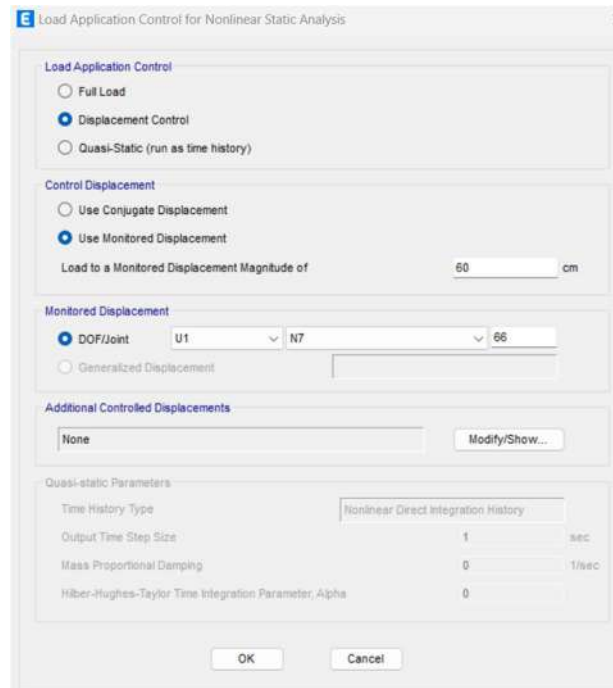 E Load Application Control for Nonlinear Static Analysis
Load Application Control
Full Load
Displacement Control
Quasi-Static (run as time history)
Control Displacement
Use Conjugate Displacement
Use Monitored Displacement
Load to a Monitored Displacement Magnitude of 60 cm
Monitored Displacement
DOF/Joint U1 N7 66
Generalized Displacement
Additional Controlled Displacements
None Modify/Show...
Quasi-static Parameters
Time History Type Nonlinear Direct Integration History
Output Time Step Size 1 sec
Mass Proportional Damping 0 1/sec
Hilber-Hughes-Taylor Time Integration Parameter, Alpha 0
OK Cancel